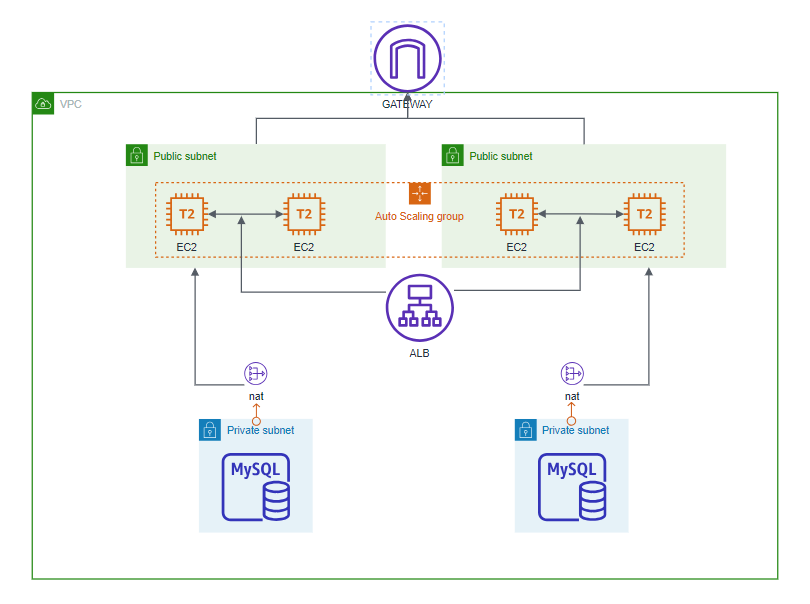 GATEWAY
VPC
Public subnet
Public subnet
T2
T2
Auto Scaling group
T2
T2
EC2
EC2
EC2
EC2
ALB
nat
nat
Private subnet
Private subnet
MySQL
MySQL